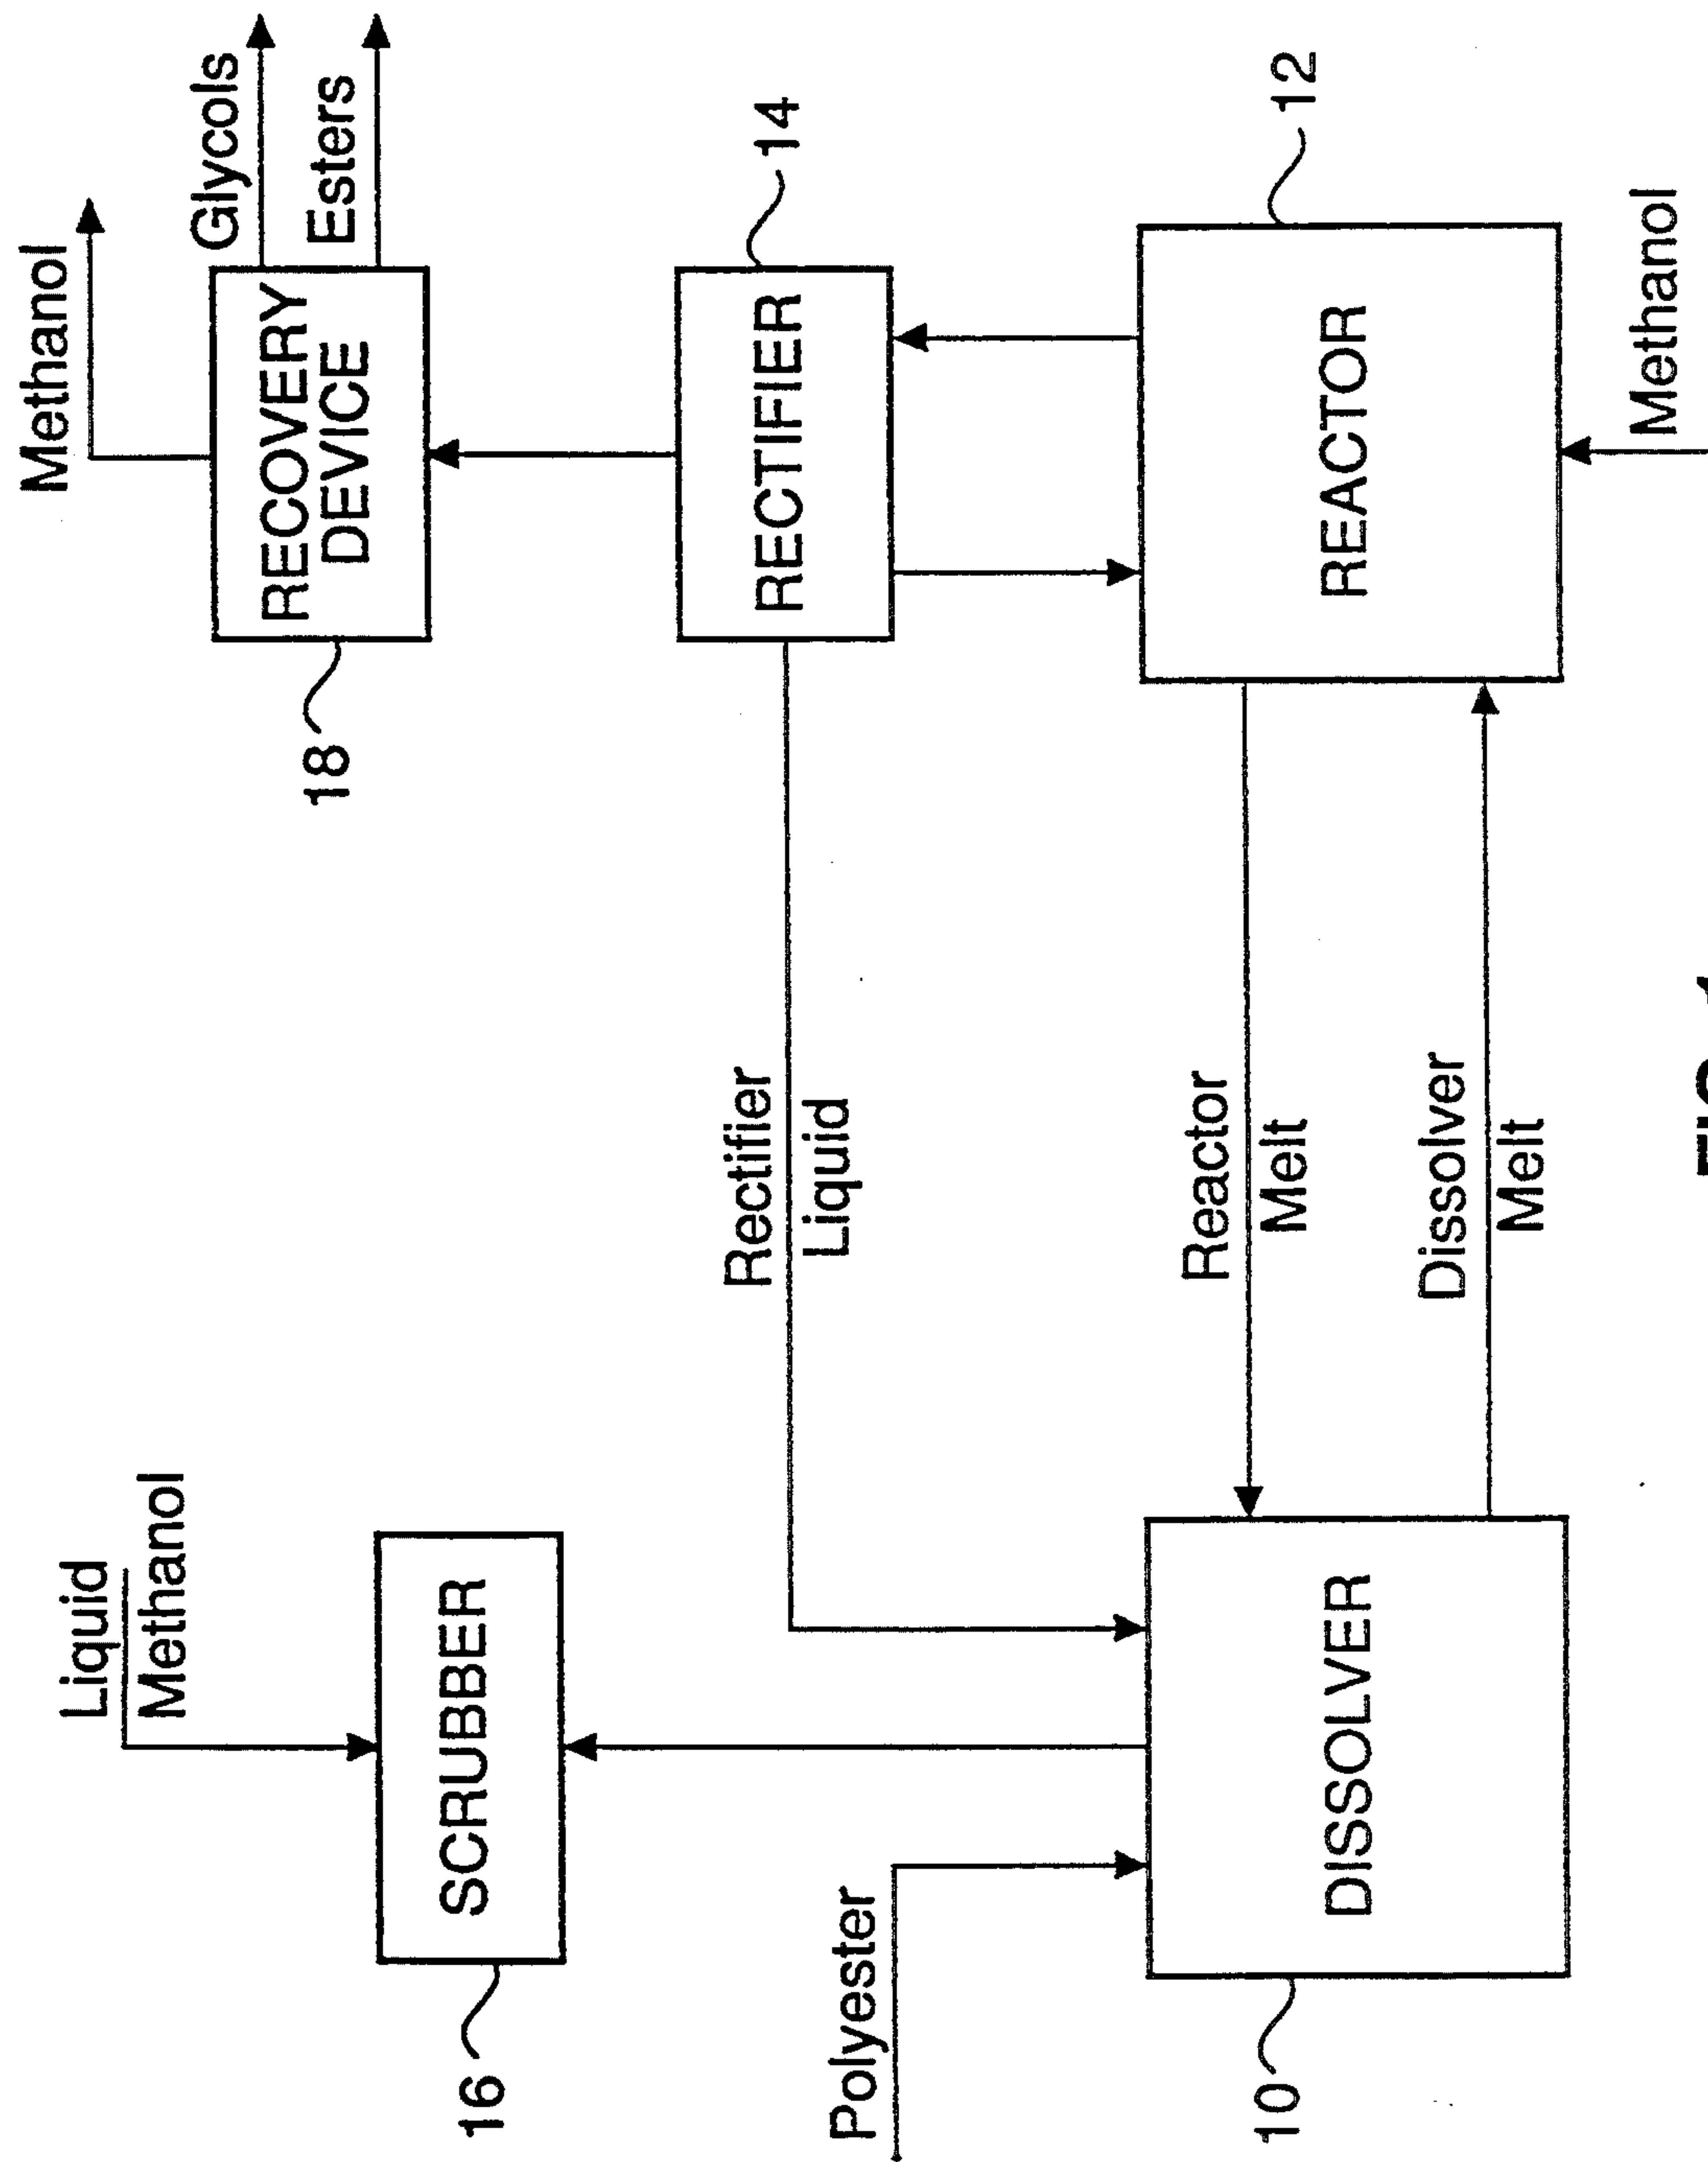 Liquid
Methanol
Methanol
Glycols
Esters
SCRUBBER
16
RECOVERY
DEVICE
18
Rectifier
Liquid
RECTIFIER
14
Polyester
Reactor
Melt
Dissolver
Melt
DISSOLVER
10
REACTOR
12
Methanol